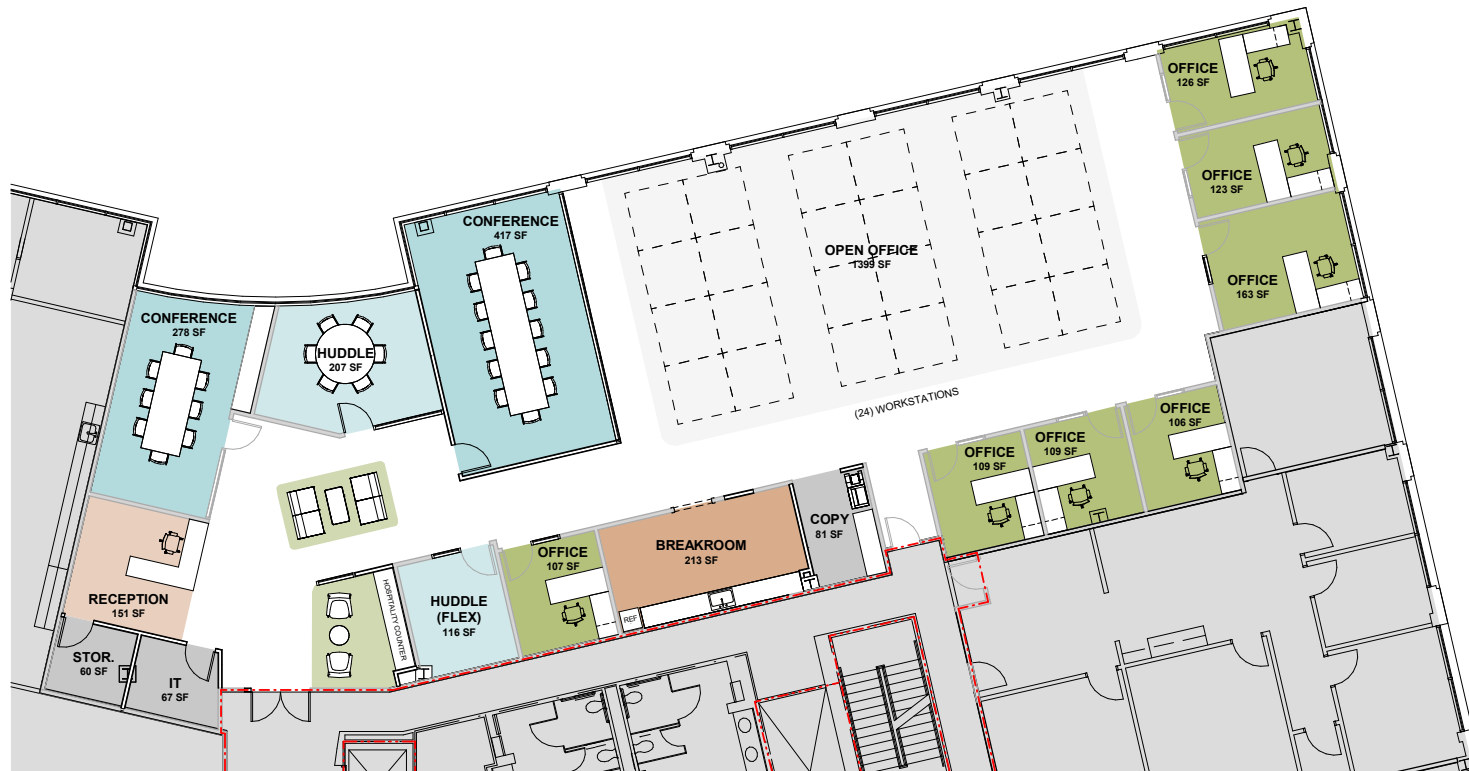 OFFICE
126 SF
OFFICE
123 SF
OFFICE
163 SF
CONFERENCE
417 SF
OPEN OFFICE
1399 SF
(24) WORKSTATIONS
CONFERENCE
278 SF
HUDDLE
207 SF
OFFICE
106 SF
OFFICE
109 SF
OFFICE
109 SF
COPY
81 SF
BREAKROOM
213 SF
REF
OFFICE
107 SF
HUDDLE
(FLEX)
116 SF
HOSPITALITY COUNTER
RECEPTION
151 SF
STOR.
60 SF
IT
67 SF